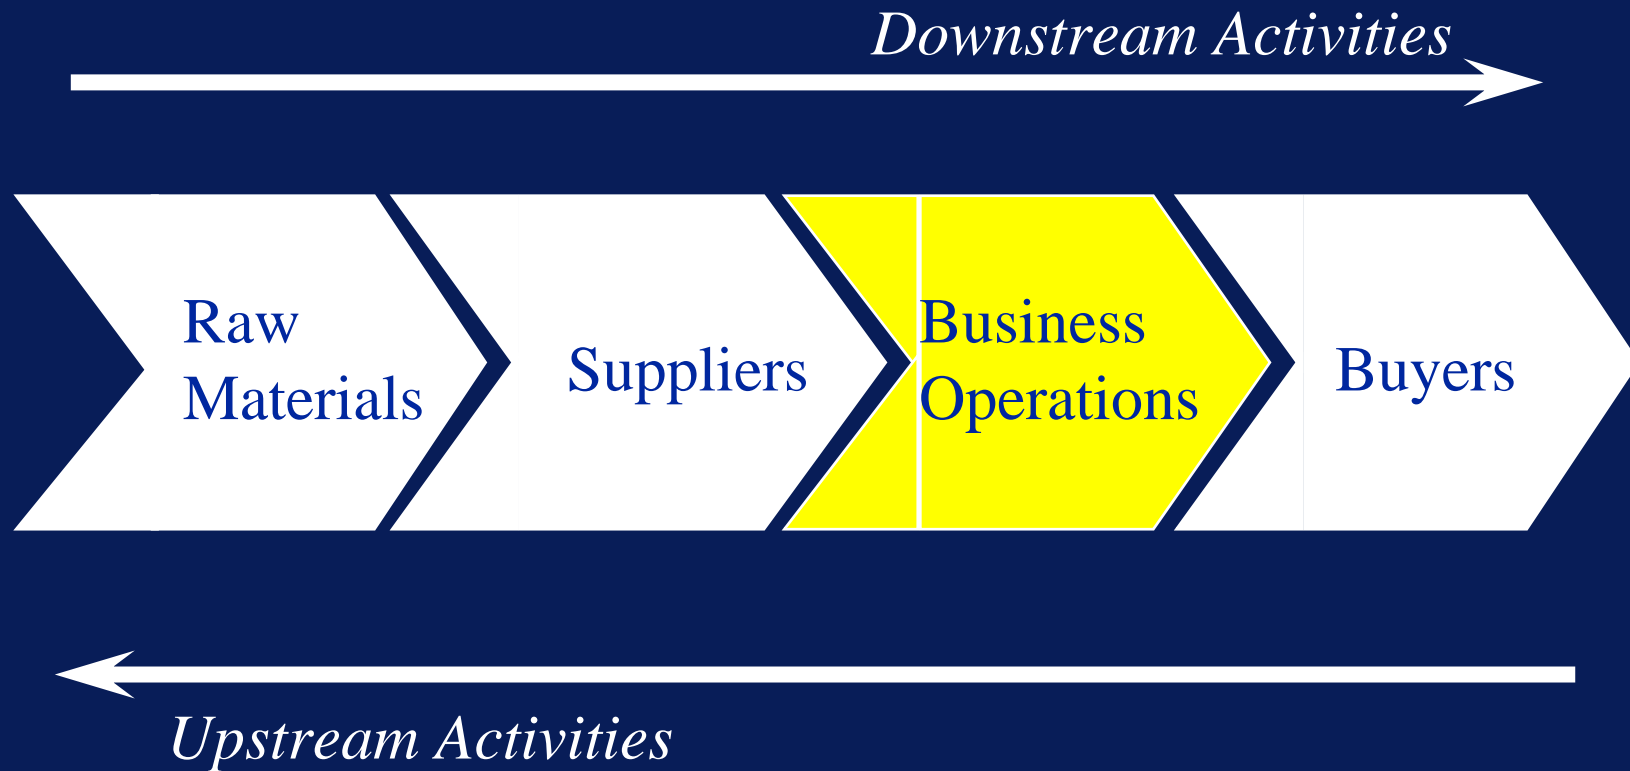 Downstream Activities
Raw
Materials
Suppliers
Business
Operations
Buyers
Upstream Activities